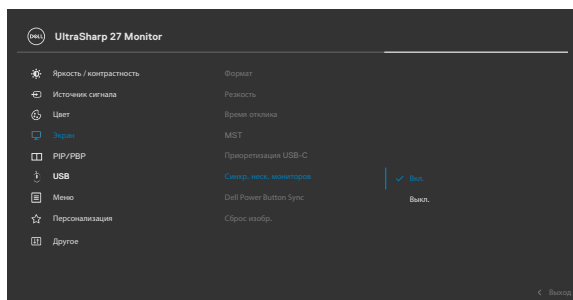 DELL UltraSharp 27 Monitor
Яркость / контрастность
Формат
Источник сигнала
Резкость
Цвет
Время отклика
Экран
MST
PIP/PBP
Приоретизация USB-C
USB
Синхр. неск. мониторов
Вкл.
Меню
Dell Power Button Sync
Выкл.
Персонализация
Сброс изобр.
Другое
Выход